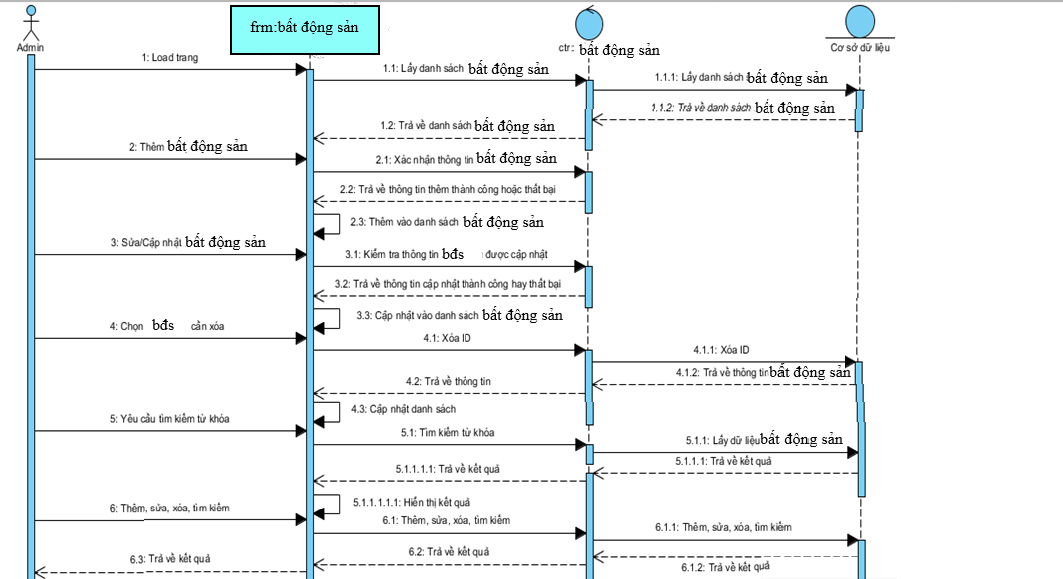 frm:bất động sản
Admin
ctr: bất động sản
Cơ sở dữ liệu
1: Load trang
1.1: Lấy danh sách bất động sản
1.1.1: Lấy danh sách bất động sản
1.1.2: Trả về danh sách bất động sản
1.2: Trả về danh sách bất động sản
2: Thêm bất động sản
2.1: Xác nhận thông tin bất động sản
2.2: Trả về thông tin thêm thành công hoặc thất bại
2.3: Thêm vào danh sách bất động sản
3: Sửa/Cập nhật bất động sản
3.1: Kiểm tra thông tin bđs được cập nhật
3.2: Trả về thông tin cập nhật thành công hay thất bại
3.3: Cập nhật vào danh sách bất động sản
4: Chọn bđs cần xóa
4.1: Xóa ID
4.1.1: Xóa ID
4.1.2: Trả về thông tin bất động sản
4.2: Trả về thông tin
4.3: Cập nhật danh sách
5: Yêu cầu tìm kiếm từ khóa
5.1: Tìm kiếm từ khóa
5.1.1: Lấy dữ liệu bất động sản
5.1.1.1: Trả về kết quả
5.1.1.1.1: Trả về kết quả
5.1.1.1.1.1: Hiển thị kết quả
6: Thêm, sửa, xóa, tìm kiếm
6.1: Thêm, sửa, xóa, tìm kiếm
6.1.1: Thêm, sửa, xóa, tìm kiếm
6.1.2: Trả về kết quả
6.2: Trả về kết quả
6.3: Trả về kết quả